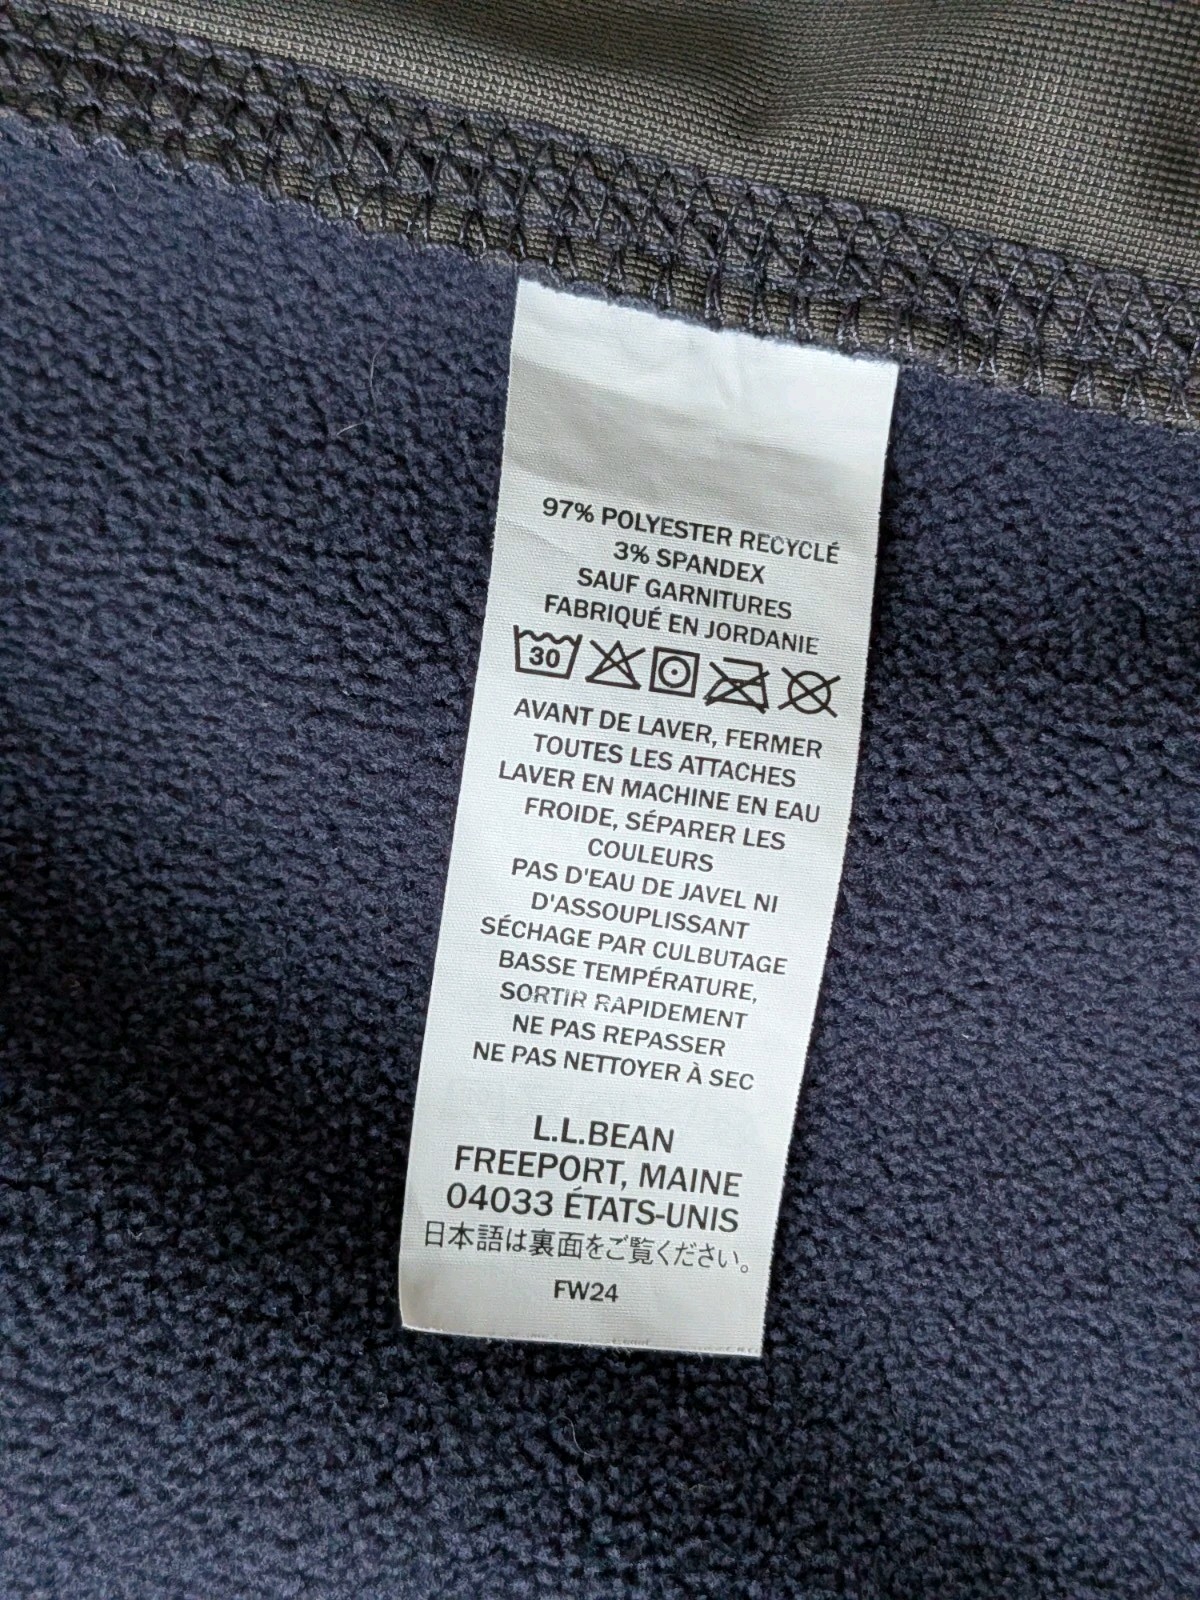 97% POLYESTER RECYCLÉ
3% SPANDEX
SAUF GARNITURES
FABRIQUÉ EN JORDANIE
30
AVANT DE LAVER, FERMER
TOUTES LES ATTACHES
LAVER EN MACHINE EN EAU
FROIDE, SÉPARER LES
COULEURS
PAS D'EAU DE JAVEL NI
D'ASSOUPLISSANT
SÉCHAGE PAR CULBUTAGE
BASSE TEMPÉRATURE,
SORTIR RAPIDEMENT
NE PAS REPASSER
NE PAS NETTOYER À SEC
L.L.BEAN
FREEPORT, MAINE
04033 ÉTATS-UNIS
日本語は裏面をご覧ください。
FW24